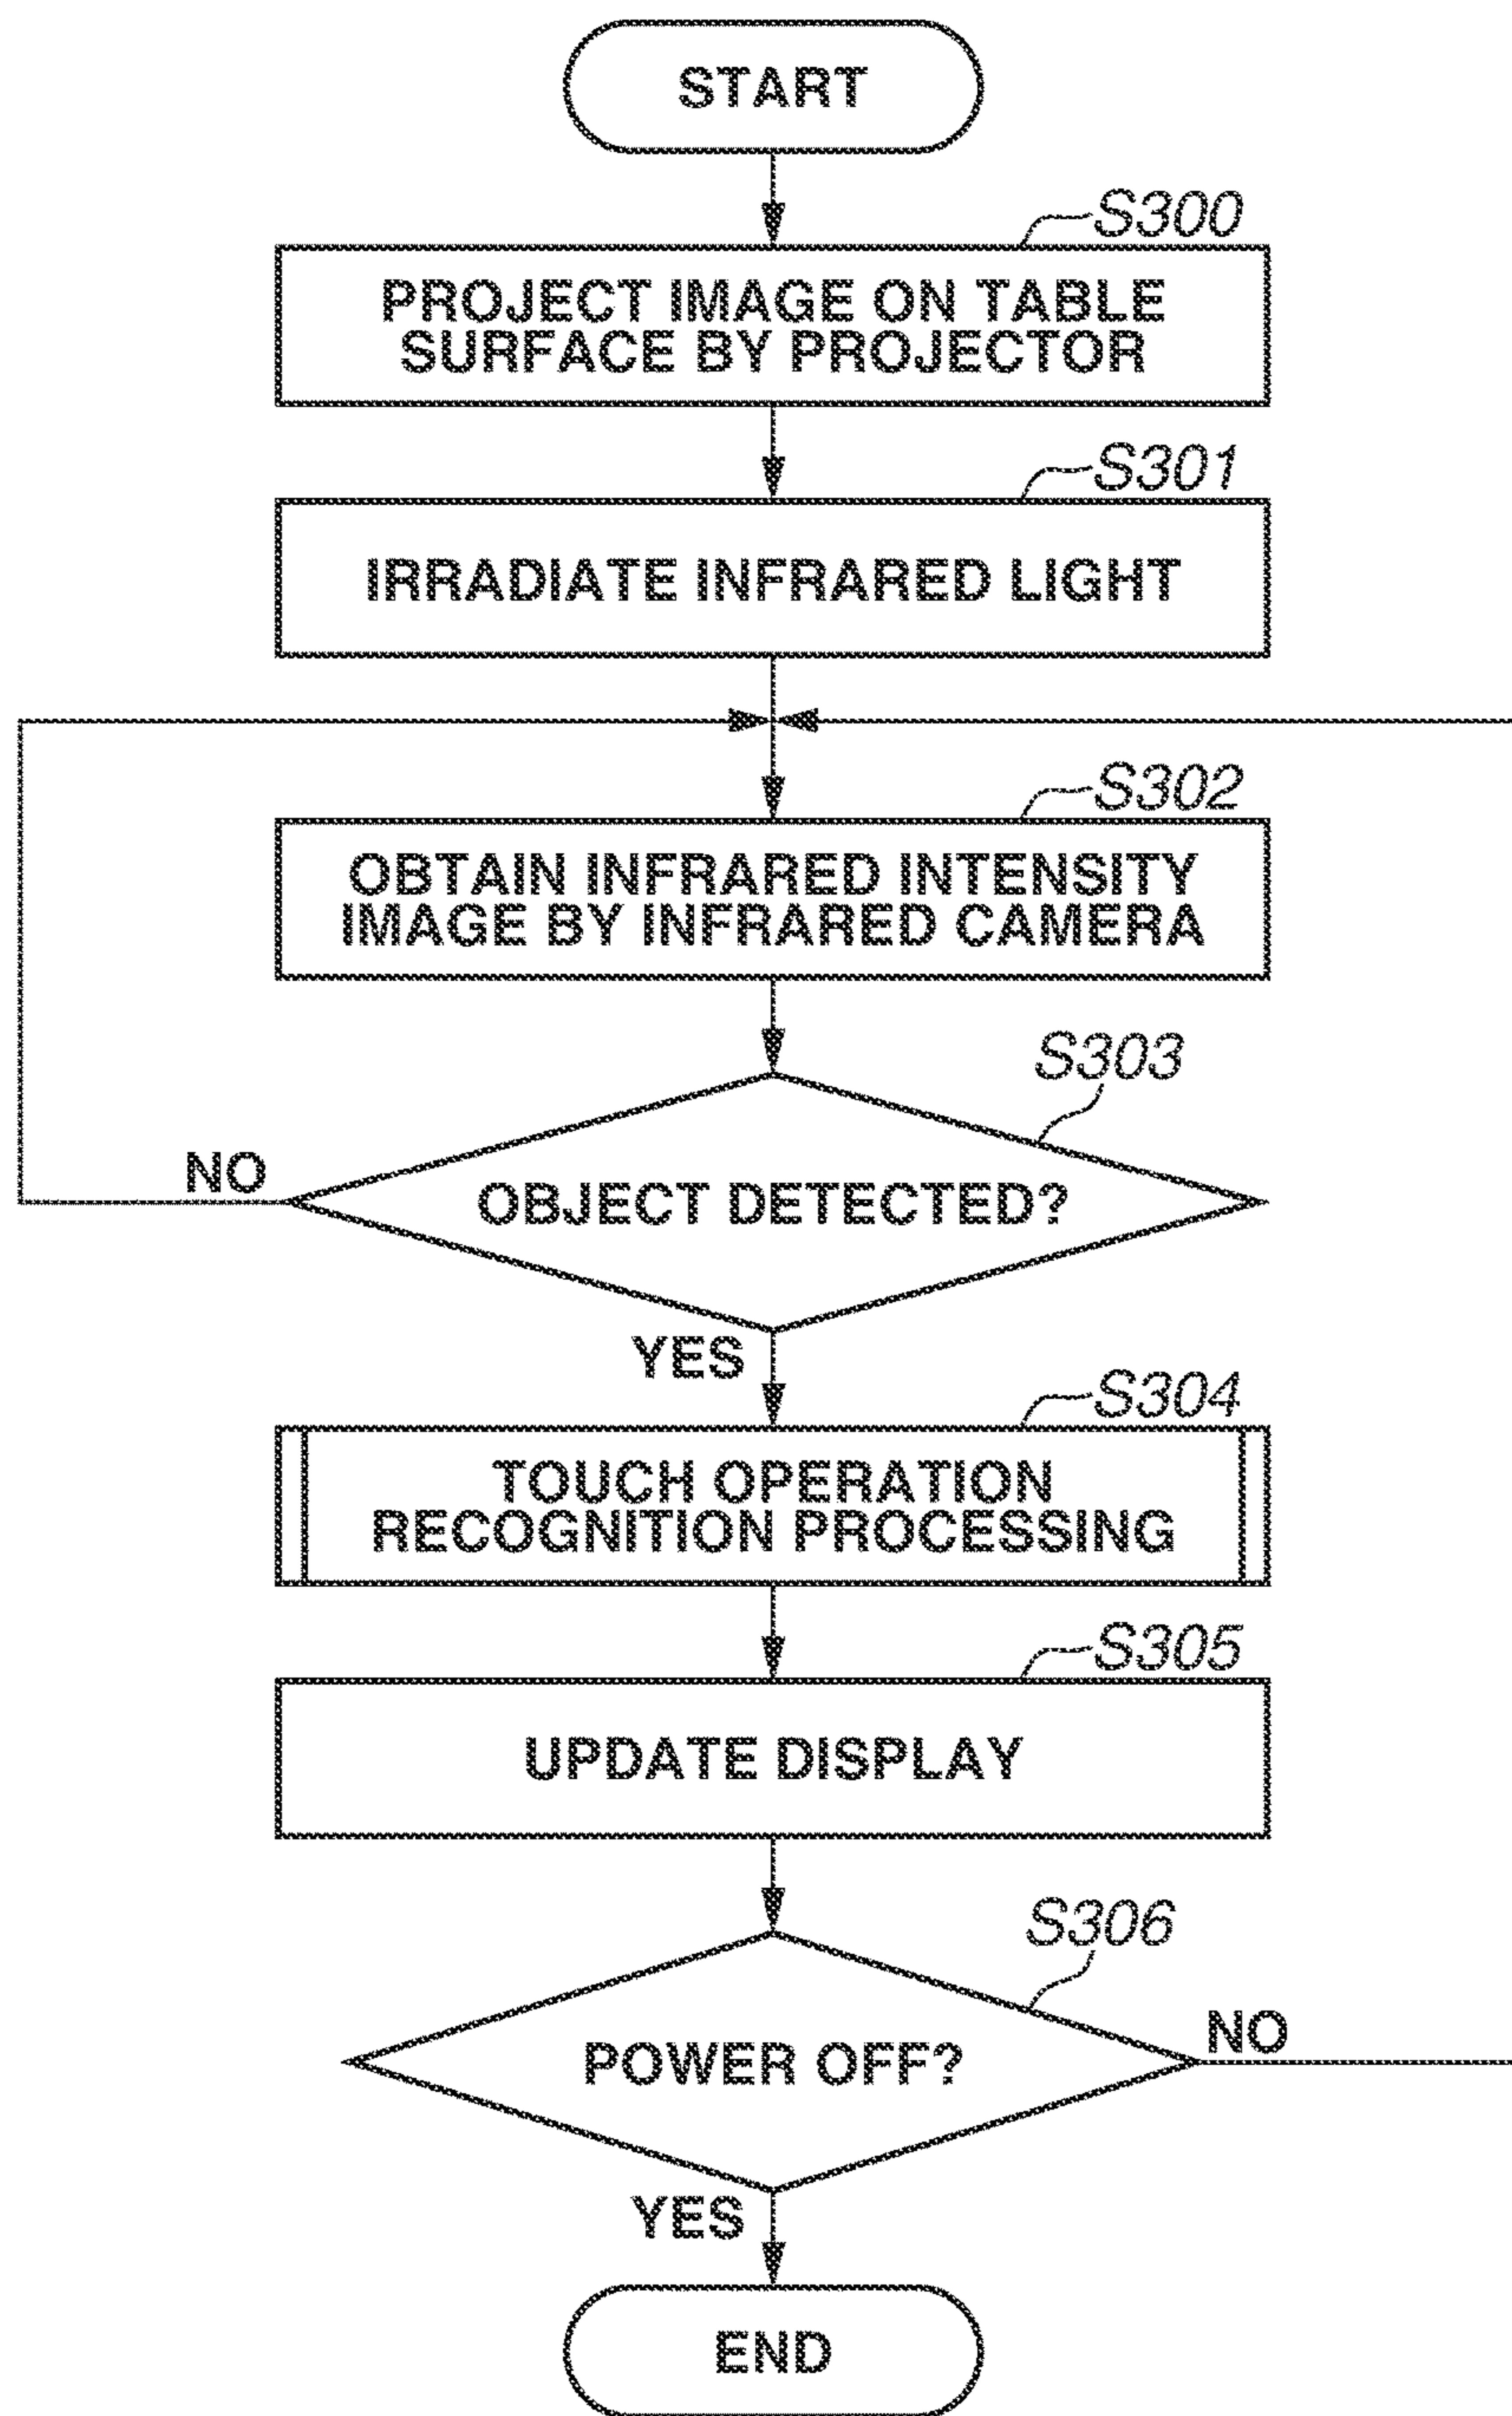 START
S300
PROJECT IMAGE ON TABLE
SURFACE BY PROJECTOR
S301
IRRADIATE INFRARED LIGHT
S302
OBTAIN INFRARED INTENSITY
IMAGE BY INFRARED CAMERA
S303
NO
OBJECT DETECTED?
YES
S304
TOUCH OPERATION
RECOGNITION PROCESSING
S305
UPDATE DISPLAY
S306
POWER OFF?
NO
YES
END